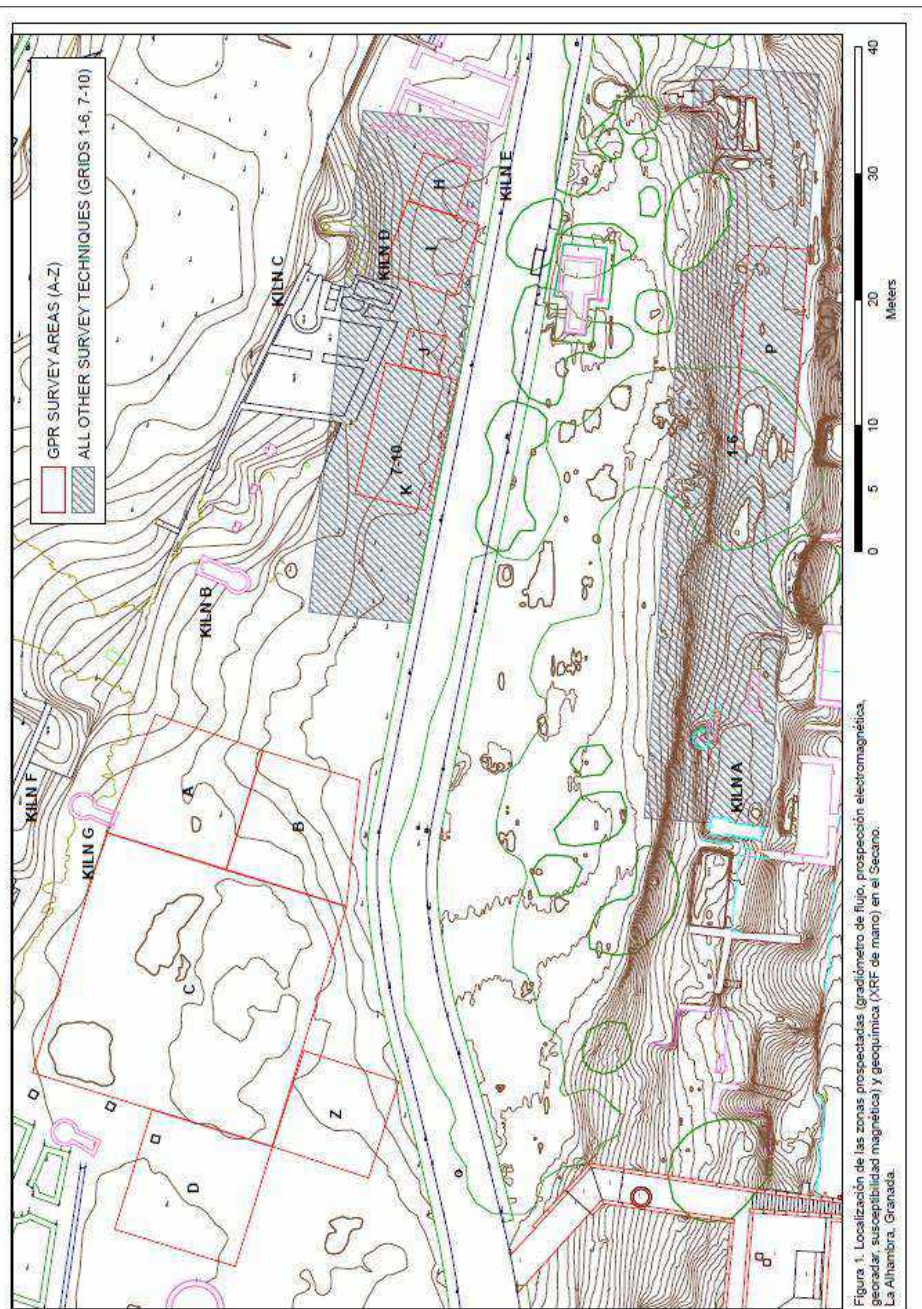 GPR SURVEY AREAS (A-Z)
ALL OTHER SURVEY TECHNIQUES (GRIDS 1-6, 7-10)
KILN F
KILN G
KILN B
KILN C
KILN D
KILN E
KILN A
A
B
C
D
Z
K
7-10
J
I
H
1-6
P
0
5
10
20
30
40
Meters
Figura 1. Localización de las zonas prospectadas (gradiómetro de flujo, prospección electromagnética,
georadar, susceptibilidad magnética) y geoquímica (XRF de mano) en el Secano.
La Alhambra, Granada.